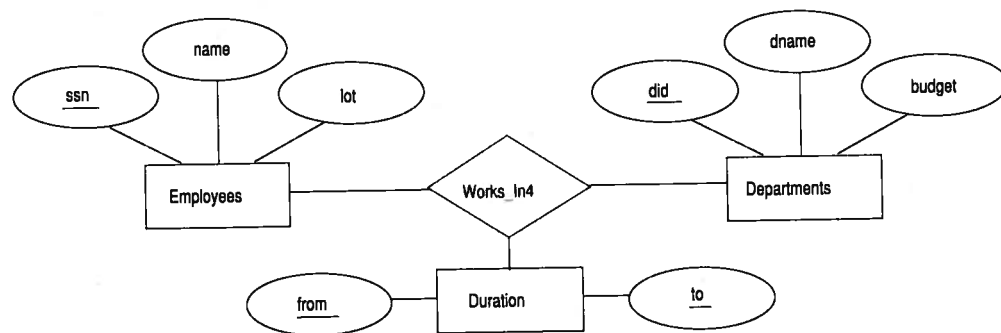 name
dname
ssn
lot
did
budget
Employees
Works_In4
Departments
from
Duration
to